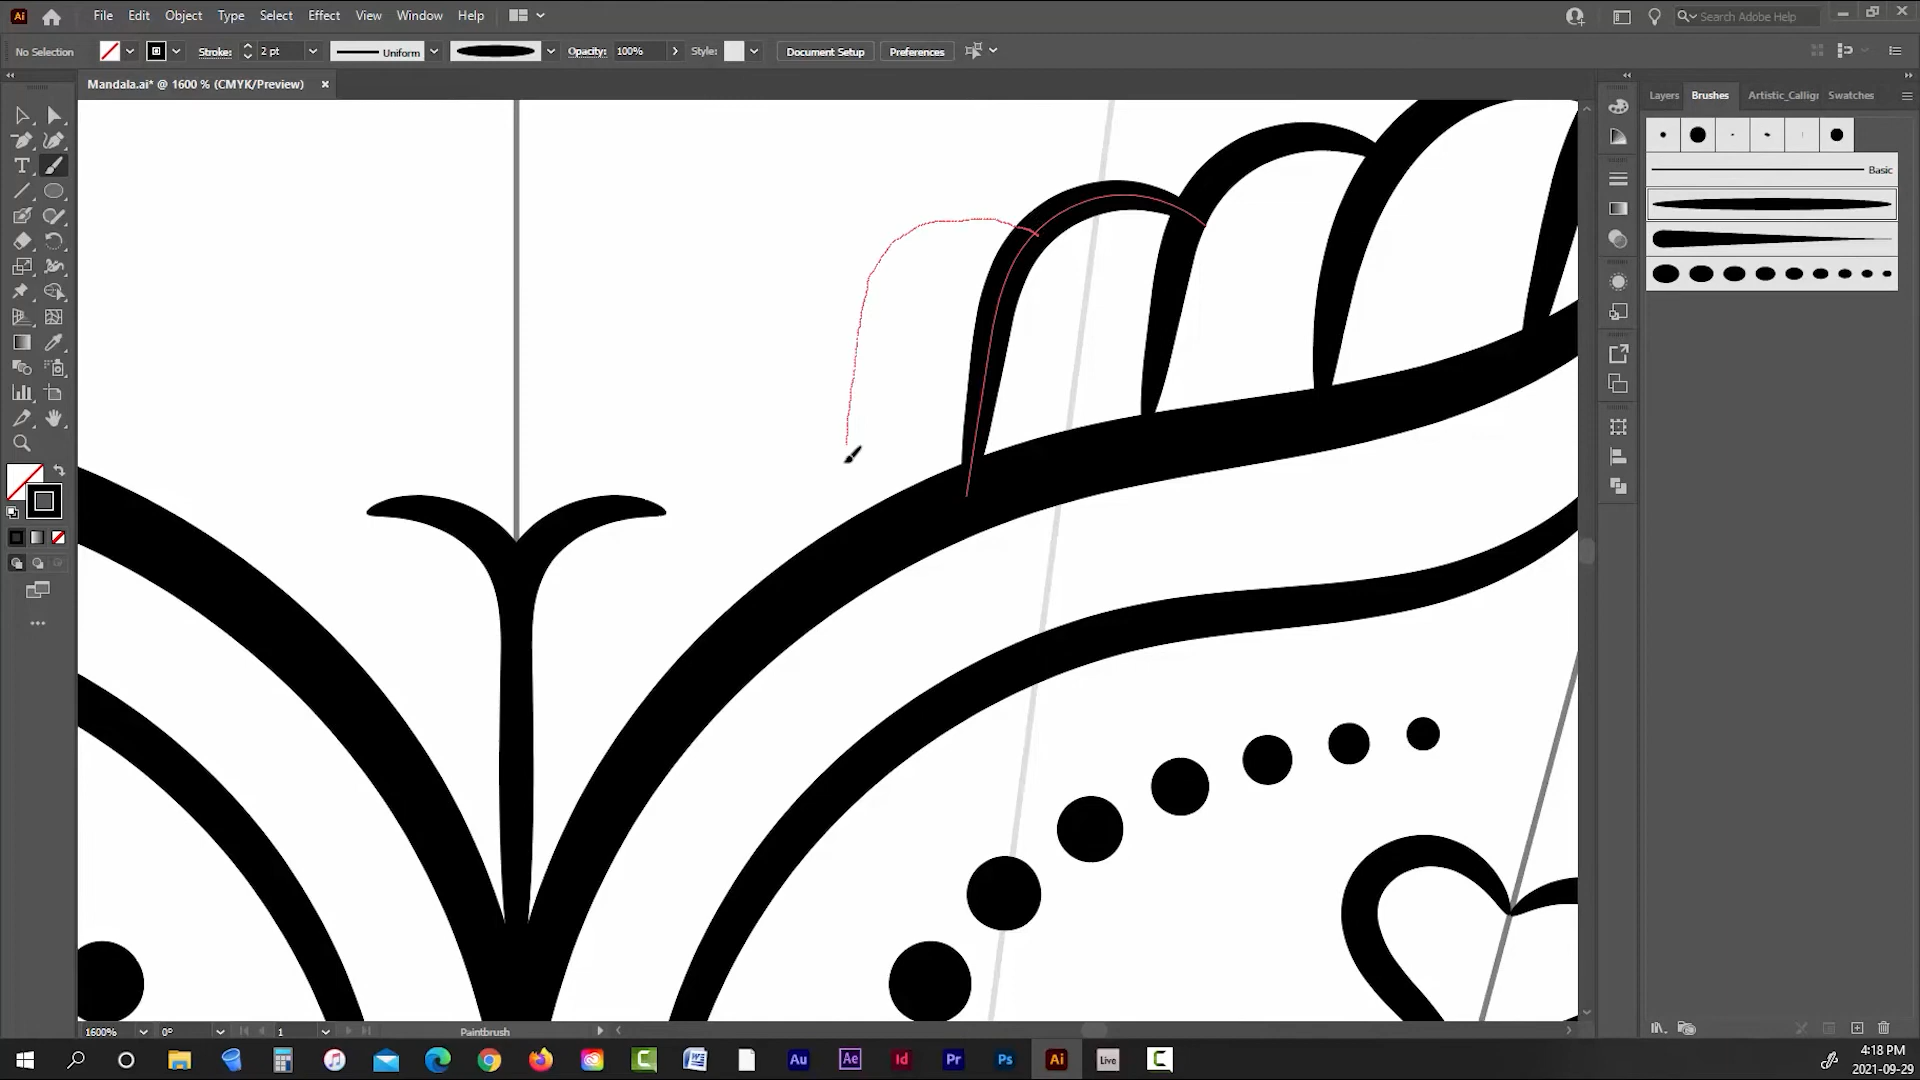 Ai File Edit Object Type Select Effect View Window Help Search Adobe Help
No Selection Stroke: 2 pt Uniform Opacity: 100% Style: Document Setup Preferences
Mandala.ai* @ 1600 % (CMYK/Preview) ×
Layers Brushes Artistic_Callig Swatches
Basic
1600% 0° 1 Paintbrush
Au Ae Id Pr Ps Ai Live
4:18 PM
2021-09-29